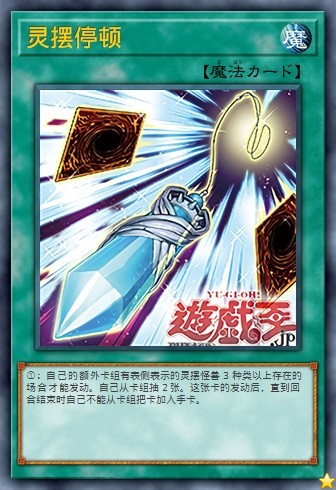 灵摆停顿
魔
【魔法カード】
YU-GI-OH!
遊戯王
.JP
①：自己的额外卡组有表侧表示的灵摆怪兽3种类以上存在的
场合才能发动。自己从卡组抽2张。这张卡的发动后，直到回
合结束时自己不能从卡组把卡加入手卡。